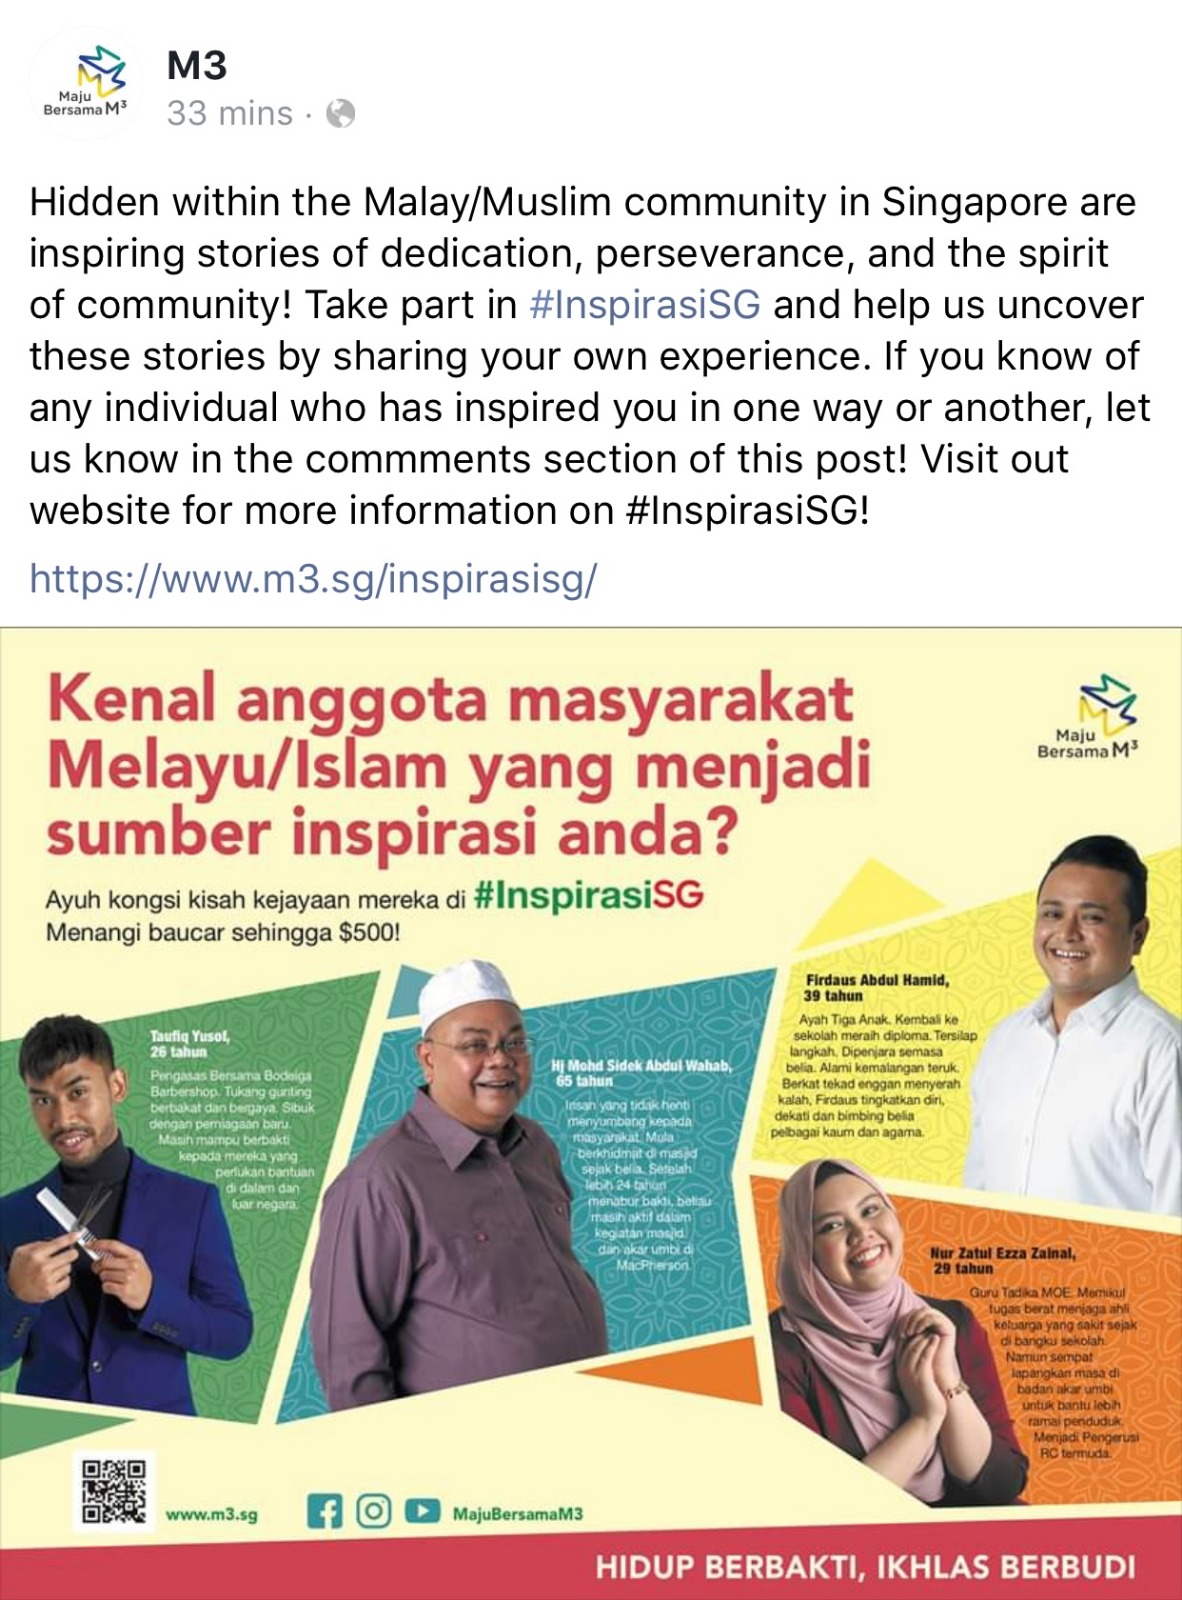 M3
Maju
Bersama M³
33 mins ·
Hidden within the Malay/Muslim community in Singapore are
inspiring stories of dedication, perseverance, and the spirit
of community! Take part in #InspirasiSG and help us uncover
these stories by sharing your own experience. If you know of
any individual who has inspired you in one way or another, let
us know in the commments section of this post! Visit out
website for more information on #InspirasiSG!
https://www.m3.sg/inspirasisg/
Kenal anggota masyarakat
Melayu/Islam yang menjadi
sumber inspirasi anda?
Maju
Bersama M³
Ayuh kongsi kisah kejayaan mereka di #InspirasiSG
Menangi baucar sehingga $500!
Taufiq Yusof,
26 tahun
Pengasas Bersama Bodeiga
Barbershop. Tukang gunting
berbakat dan bergaya. Sibuk
dengan perniagaan baru.
Masih mampu berbakti
kepada mereka yang
perlukan bantuan
di dalam dan
luar negara.
Hj Mohd Sidek Abdul Wahab,
65 tahun
Insan yang tidak henti
menyumbang kepada
masyarakat. Mula
berkhidmat di masjid
sejak belia. Setelah
lebih 24 tahun
menabur bakti, beliau
masih aktif dalam
kegiatan masjid
dan akar umbi di
MacPherson.
Firdaus Abdul Hamid,
39 tahun
Ayah Tiga Anak. Kembali ke
sekolah meraih diploma. Tersilap
langkah. Dipenjara semasa
belia. Alami kemalangan teruk.
Berkat tekad enggan menyerah
kalah, Firdaus tingkatkan diri,
dekati dan bimbing belia
pelbagai kaum dan agama.
Nur Zatul Ezza Zainal,
29 tahun
Guru Tadika MOE. Memikul
tugas berat menjaga ahli
keluarga yang sakit sejak
di bangku sekolah.
Namun sempat
lapangkan masa di
badan akar umbi
untuk bantu lebih
ramai penduduk.
Menjadi Pengerusi
RC termuda.
www.m3.sg
MajuBersamaM3
HIDUP BERBAKTI, IKHLAS BERBUDI